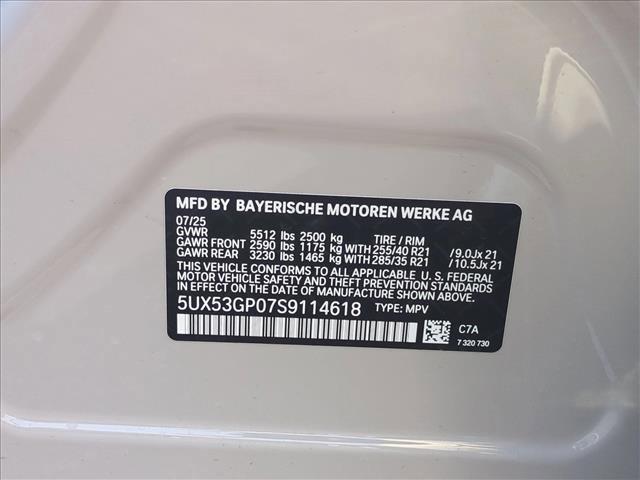 MFD BY BAYERISCHE MOTOREN WERKE AG
07/25
GVWR 5512 lbs 2500 kg TIRE / RIM
GAWR FRONT 2590 lbs 1175 kg WITH 255/40 R21 / 9.0Jx 21
GAWR REAR 3230 lbs 1465 kg WITH 285/35 R21 / 10.5Jx 21
THIS VEHICLE CONFORMS TO ALL APPLICABLE U. S. FEDERAL
MOTOR VEHICLE SAFETY AND THEFT PREVENTION
STANDARDS IN EFFECT ON THE DATE OF MANUFACTURE SHOWN ABOVE.
5UX53GP07S9114618 TYPE: MPV
C7A
7 320 730